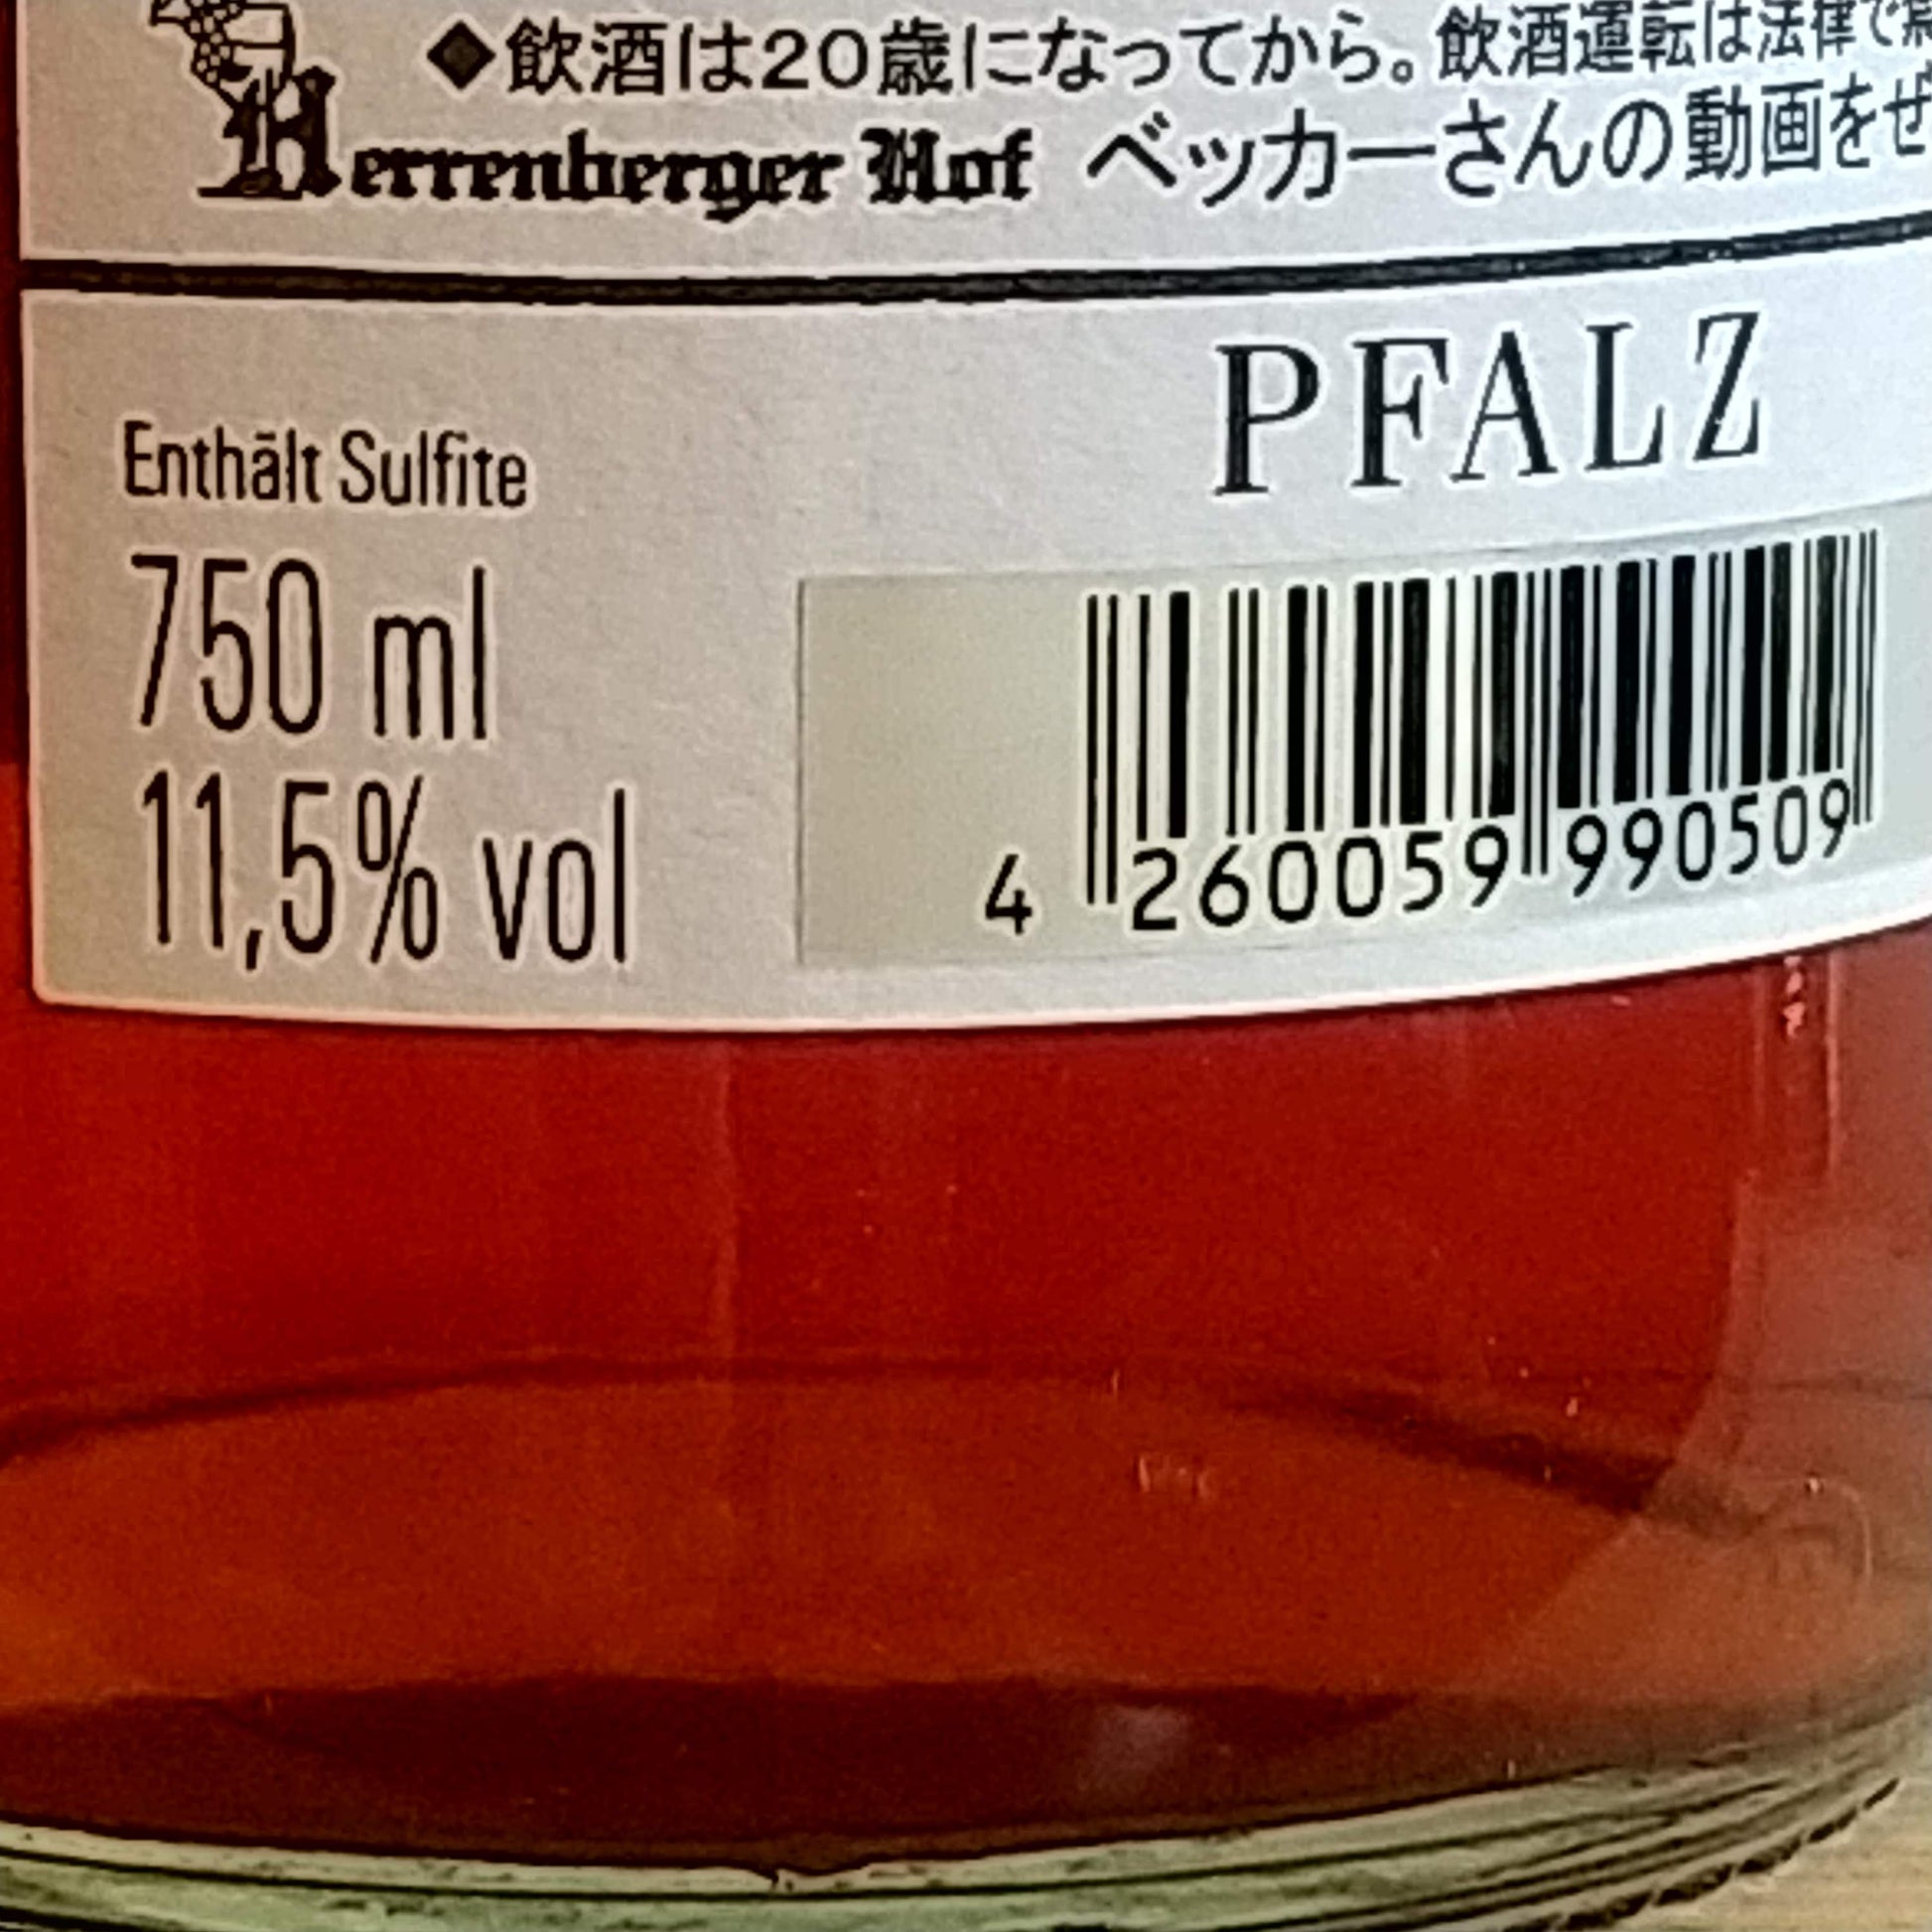 ◆飲酒は20歳になってから。飲酒運転は法律で
Herrenberger Hof ベッカーさんの動画をぜ
PFALZ
Enthält Sulfite
750 ml
11,5% vol
4 260059 990509